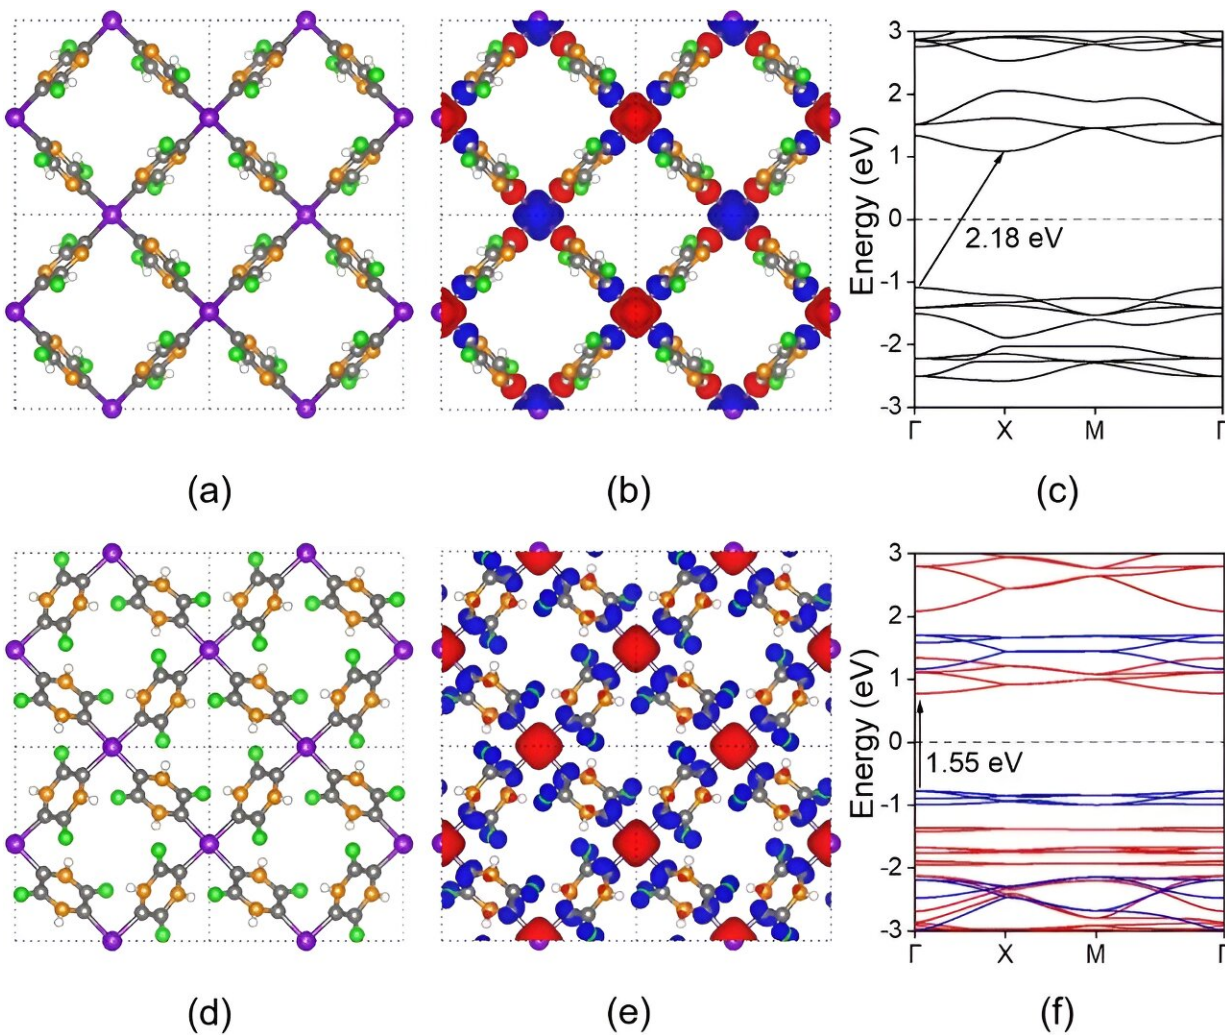 3
2
1
0
-1
-2
-3
Energy (eV)
2.18 eV
Γ X M Γ
(a) (b) (c)
3
2
1
0
-1
-2
-3
Energy (eV)
1.55 eV
Γ X M Γ
(d) (e) (f)